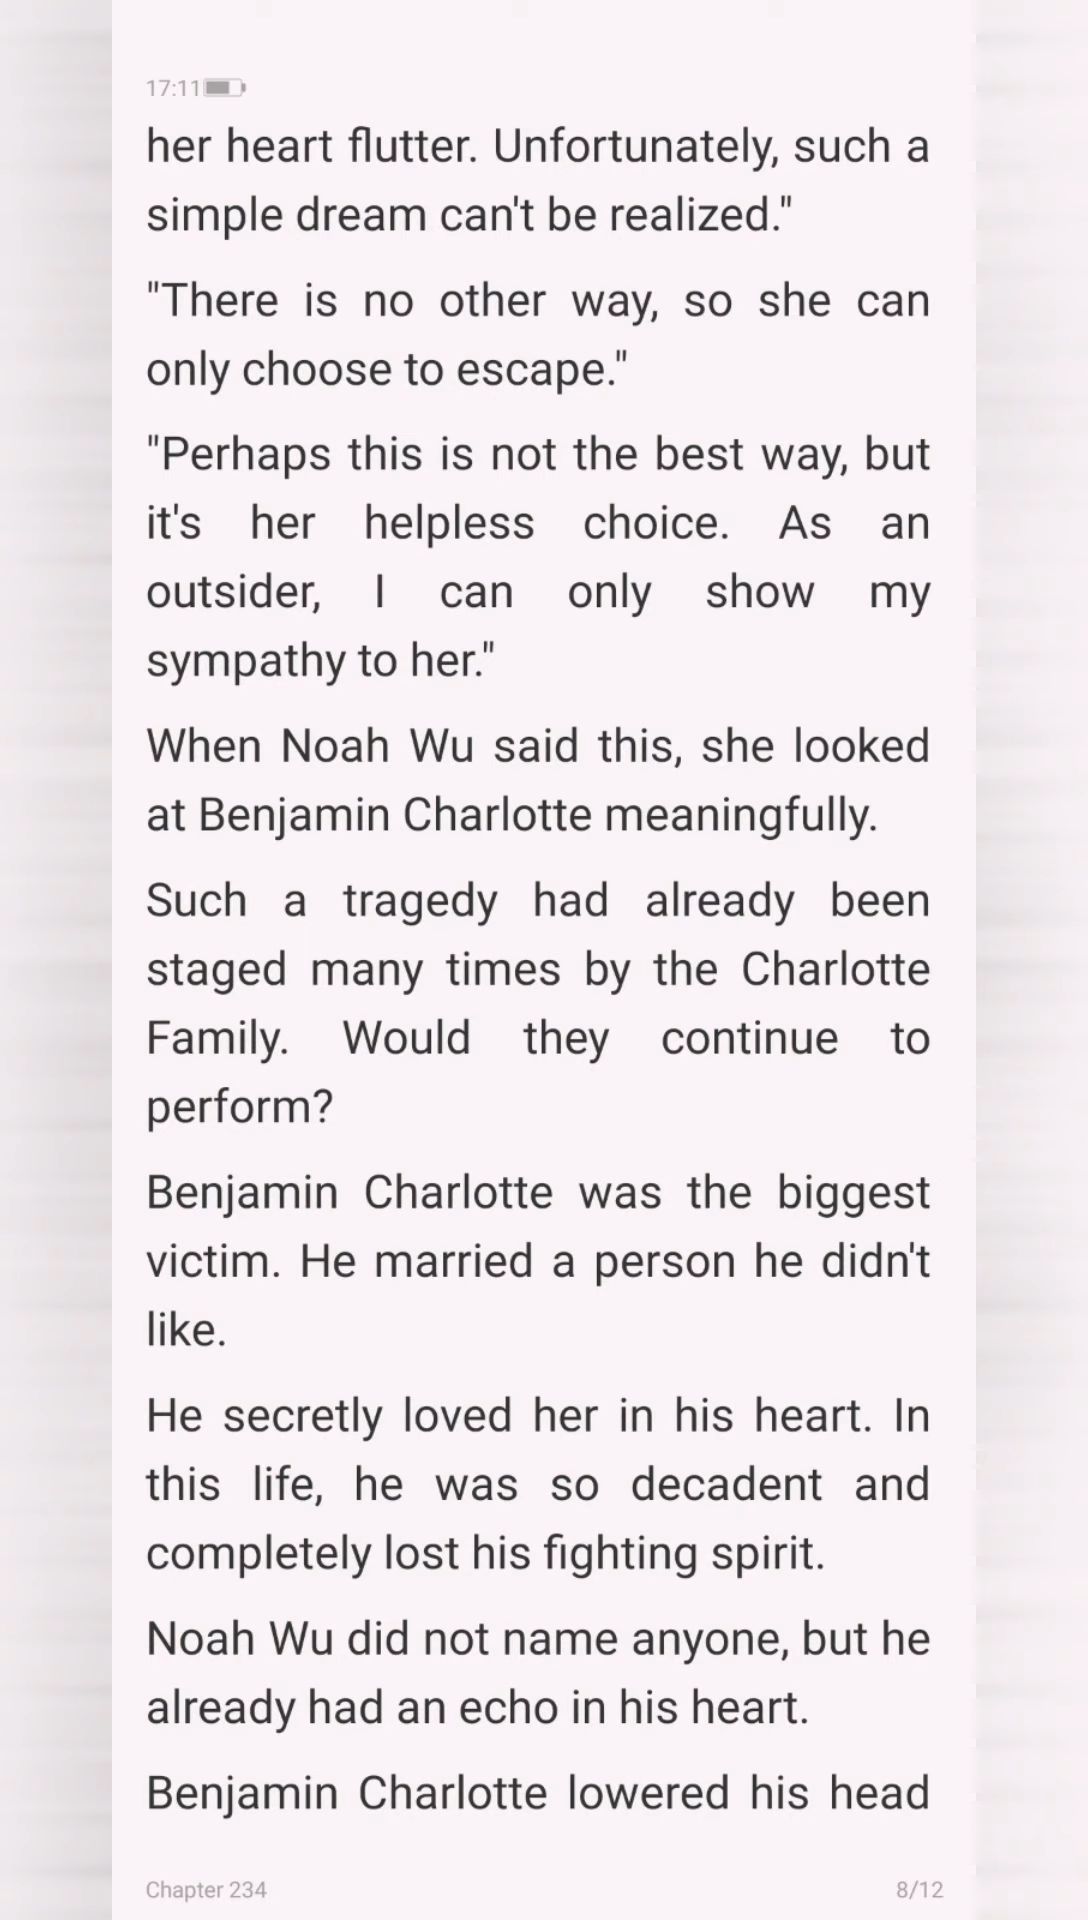 17:11
her heart flutter. Unfortunately, such a
simple dream can't be realized."
"There is no other way, so she can
only choose to escape."
"Perhaps this is not the best way, but
it's her helpless choice. As an
outsider, I can only show my
sympathy to her."
When Noah Wu said this, she looked
at Benjamin Charlotte meaningfully.
Such a tragedy had already been
staged many times by the Charlotte
Family. Would they continue to
perform?
Benjamin Charlotte was the biggest
victim. He married a person he didn't
like.
He secretly loved her in his heart. In
this life, he was so decadent and
completely lost his fighting spirit.
Noah Wu did not name anyone, but he
already had an echo in his heart.
Benjamin Charlotte lowered his head
Chapter 234
8/12